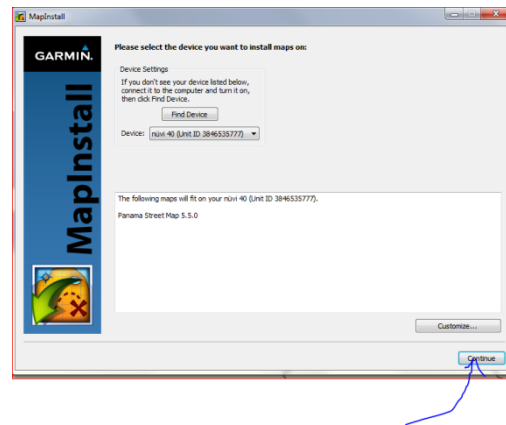 MapInstall
GARMIN.
MapInstall
Please select the device you want to install maps on:
Device Settings
If you don't see your device listed below,
connect it to the computer and turn it on,
then click Find Device.
Find Device
Device: nüvi 40 (Unit ID 3846535777)
The following maps will fit on your nüvi 40 (Unit ID 3846535777).
Panama Street Map 5.5.0
Customize...
Continue